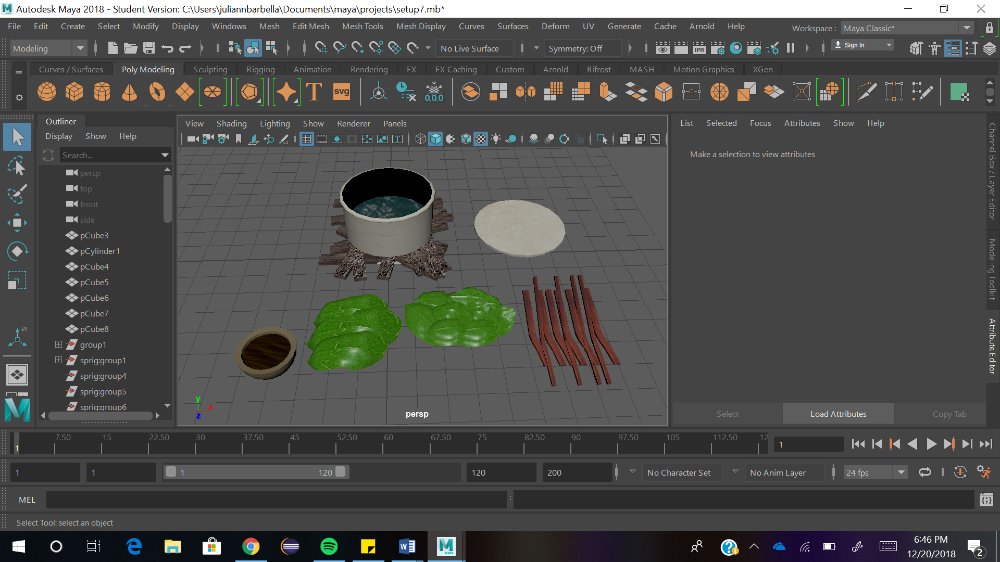 Autodesk Maya 2018 - Student Version: C:\Users\juliannbarbella\Documents\maya\projects\setup7.mb*
File Edit Create Select Modify Display Windows Mesh Edit Mesh Mesh Tools Mesh Display Curves Surfaces Deform UV Generate Cache Arnold Help Workspace : Maya Classic*
Modeling No Live Surface Symmetry: Off IPR Sign In
Curves / Surfaces Poly Modeling Sculpting Rigging Animation Rendering FX FX Caching Custom Arnold Bifrost MASH Motion Graphics XGen
T svg 0,0,0
Outliner
Display Show Help
Search...
persp
top
front
side
pCube3
pCylinder1
pCube4
pCube5
pCube6
pCube7
pCube8
group1
sprig:group1
sprig:group4
sprig:group5
sprig:group6
View Shading Lighting Show Renderer Panels
y
x
z
persp
List Selected Focus Attributes Show Help
Make a selection to view attributes
Select Load Attributes Copy Tab
Channel Box / Layer Editor
Modeling Toolkit
Attribute Editor
1 7.50 15 22.50 30 37.50 45 52.50 60 67.50 75 82.50 90 97.50 105 112.50 12 1
1 1 1 120 120 200 No Character Set No Anim Layer 24 fps
MEL :
Select Tool: select an object
MAYA
6:46 PM
12/20/2018
2